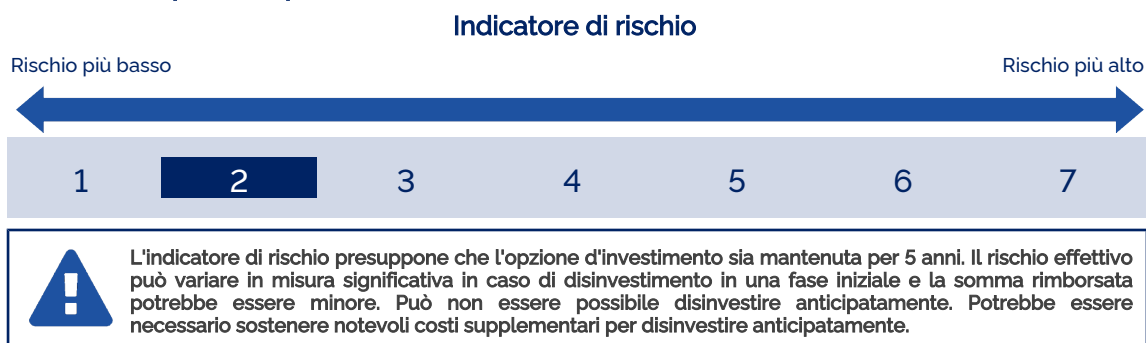 Indicatore di rischio
Rischio più basso
Rischio più alto
1 2 3 4 5 6 7
L'indicatore di rischio presuppone che l'opzione d'investimento sia mantenuta per 5 anni. Il rischio effettivo
può variare in misura significativa in caso di disinvestimento in una fase iniziale e la somma rimborsata
potrebbe essere minore. Può non essere possibile disinvestire anticipatamente. Potrebbe essere
necessario sostenere notevoli costi supplementari per disinvestire anticipatamente.